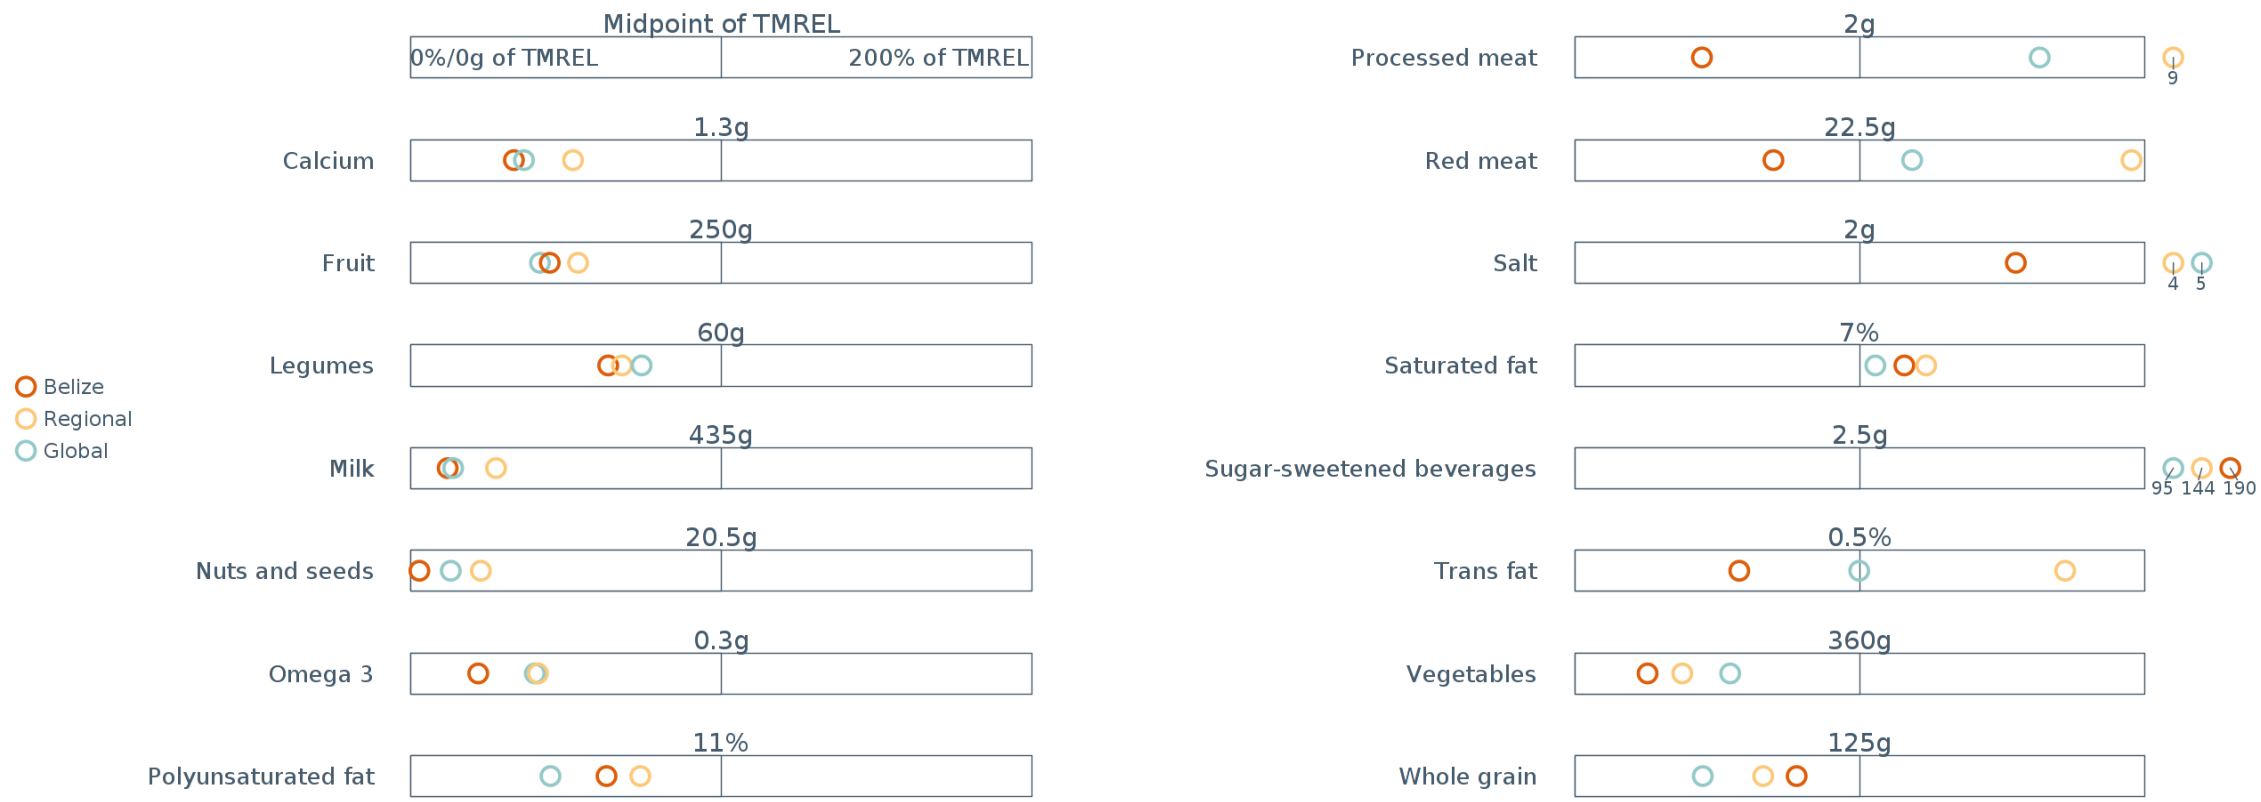 Midpoint of TMREL
0%/0g of TMREL
200% of TMREL
Calcium
1.3g
Fruit
250g
Legumes
60g
Milk
435g
Nuts and seeds
20.5g
Omega 3
0.3g
Polyunsaturated fat
11%
Belize
Regional
Global
Processed meat
2g
9
Red meat
22.5g
Salt
2g
4 5
Saturated fat
7%
Sugar-sweetened beverages
2.5g
95 144 190
Trans fat
0.5%
Vegetables
360g
Whole grain
125g